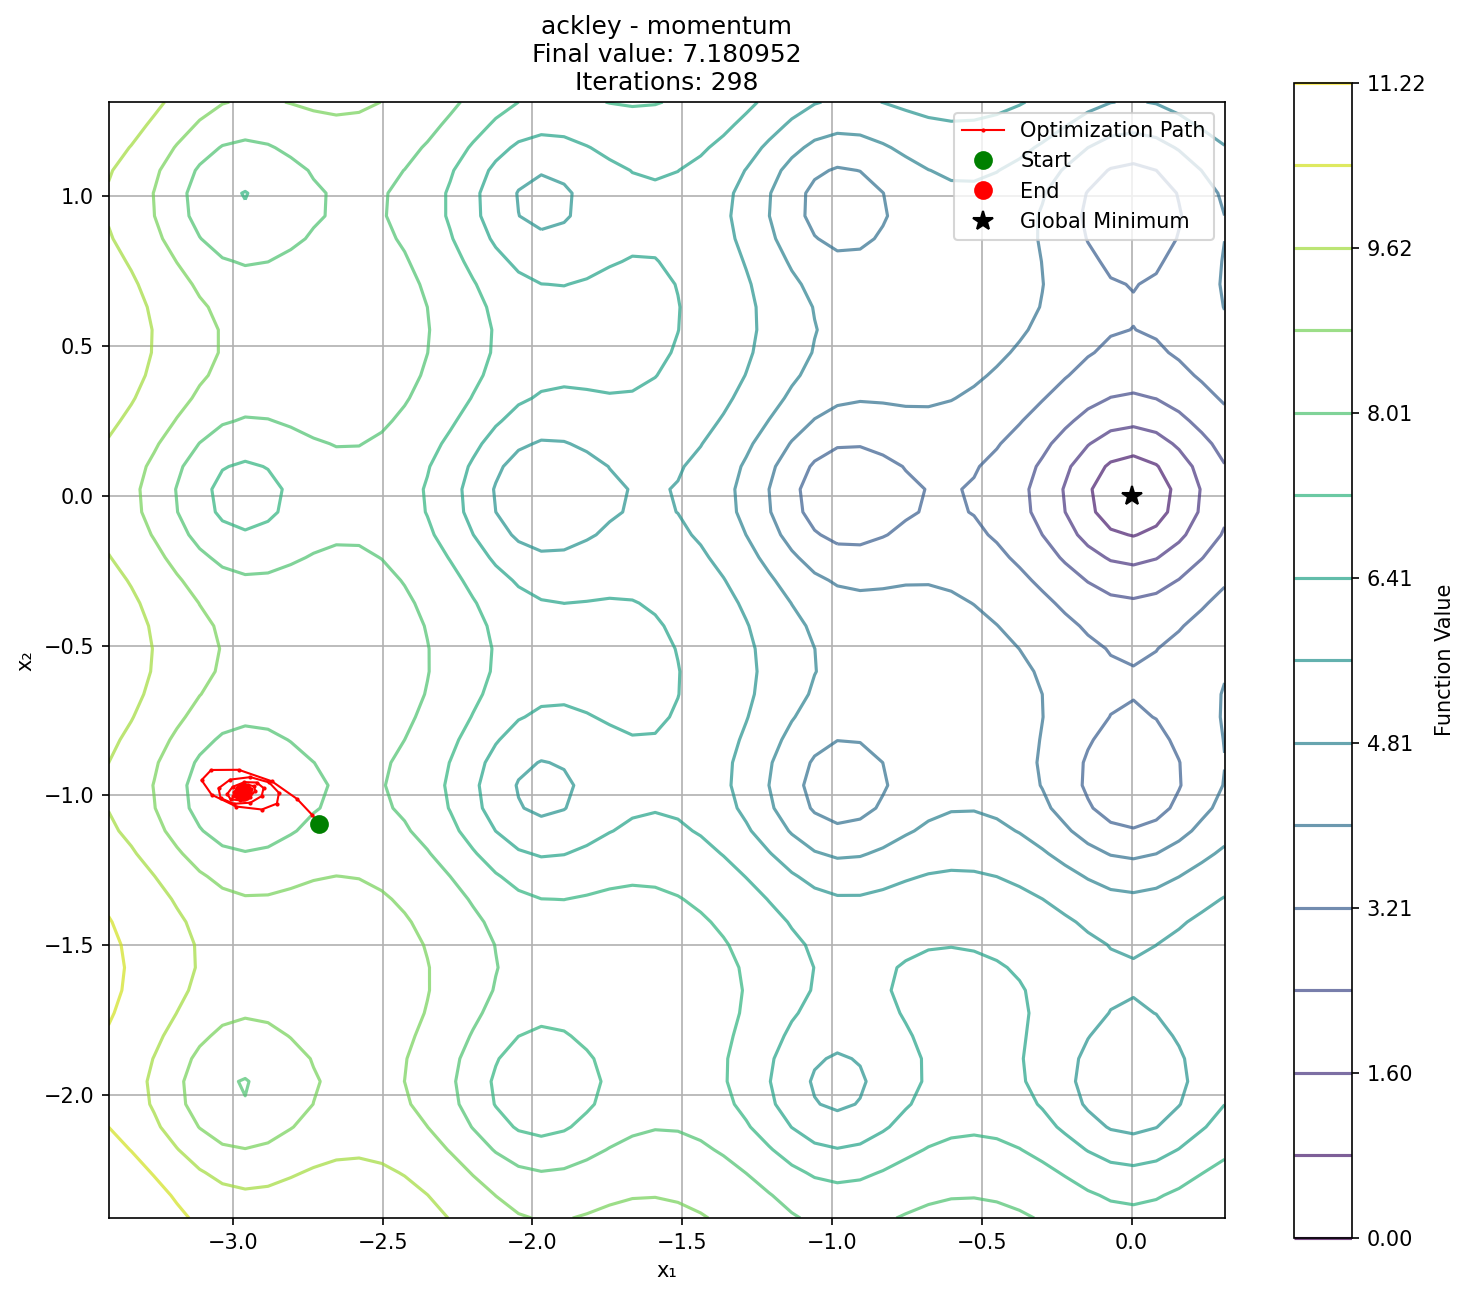 ackley - momentum
Final value: 7.180952
Iterations: 298
Optimization Path
Start
End
Global Minimum
1.0
0.5
0.0
−0.5
−1.0
−1.5
−2.0
x₂
−3.0
−2.5
−2.0
−1.5
−1.0
−0.5
0.0
x₁
11.22
9.62
8.01
6.41
4.81
3.21
1.60
0.00
Function Value